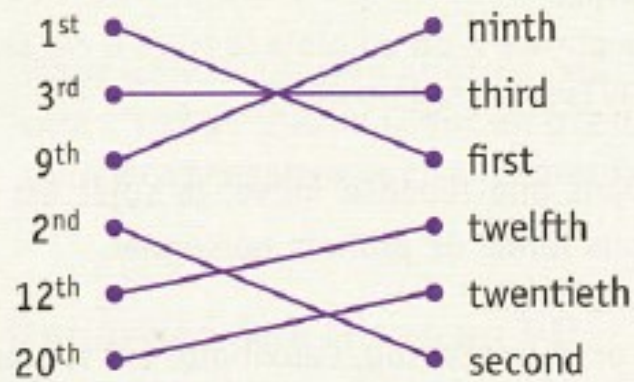 1st ninth
3rd third
9th first
2nd twelfth
12th twentieth
20th second